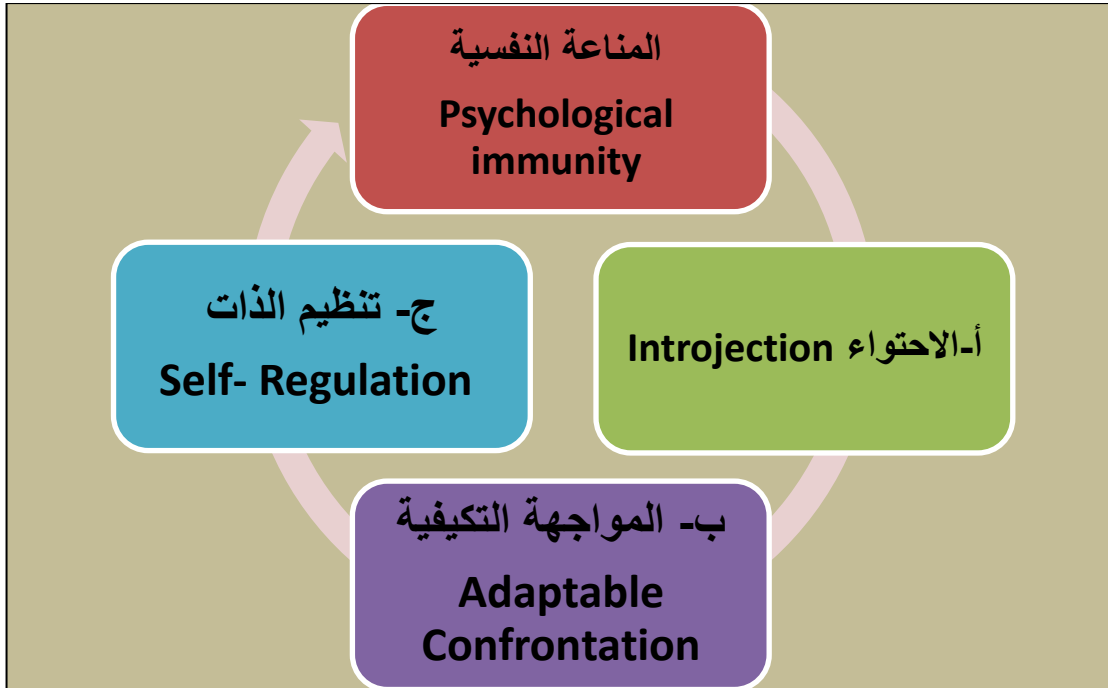 المناعة النفسية
Psychological
immunity
أ-الاحتواء Introjection
ب- المواجهة التكيفية
Adaptable
Confrontation
ج- تنظيم الذات
Self- Regulation